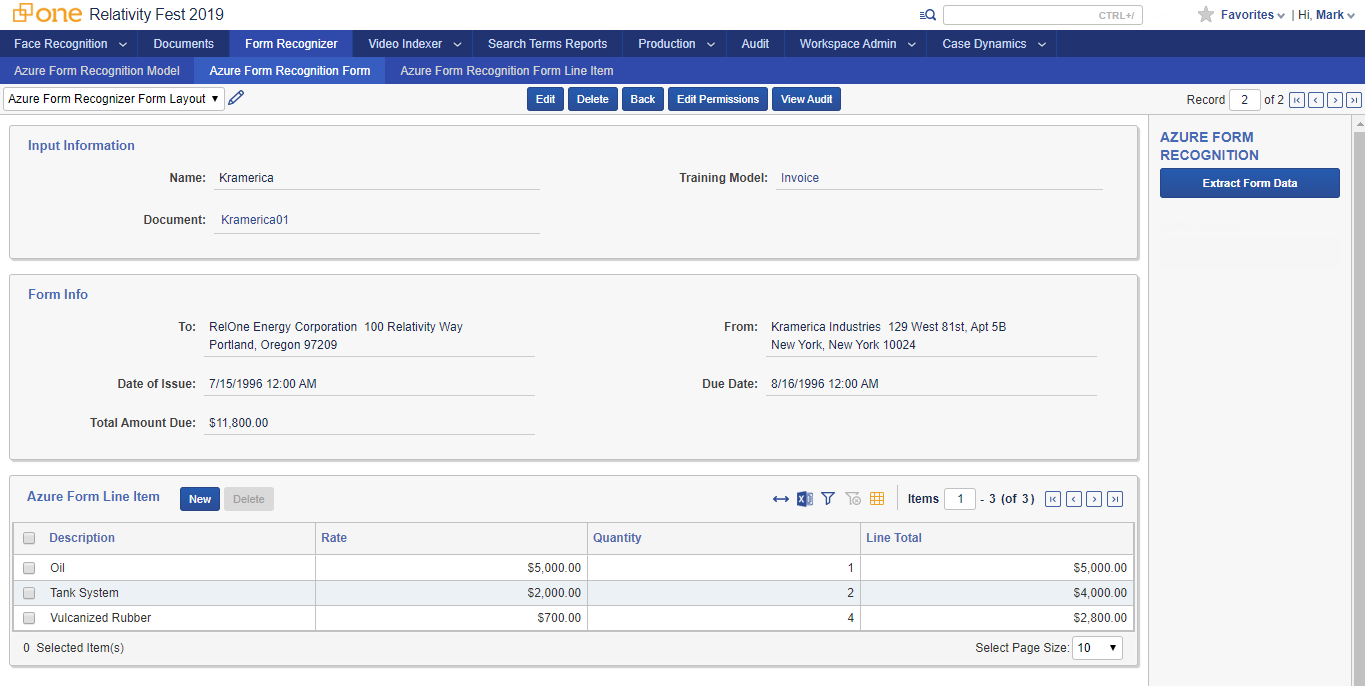 one Relativity Fest 2019 CTRL+/ Favorites | Hi, Mark
Face Recognition Documents Form Recognizer Video Indexer Search Terms Reports Production Audit Workspace Admin Case Dynamics
Azure Form Recognition Model Azure Form Recognition Form Azure Form Recognition Form Line Item
Azure Form Recognizer Form Layout Edit Delete Back Edit Permissions View Audit Record 2 of 2
Input Information
Name: Kramerica Training Model: Invoice
Document: Kramerica01
AZURE FORM
RECOGNITION
Extract Form Data
Form Info
To: RelOne Energy Corporation 100 Relativity Way
Portland, Oregon 97209
From: Kramerica Industries 129 West 81st, Apt 5B
New York, New York 10024
Date of Issue: 7/15/1996 12:00 AM Due Date: 8/16/1996 12:00 AM
Total Amount Due: $11,800.00
Azure Form Line Item New Delete Items 1 - 3 (of 3)
Description Rate Quantity Line Total
Oil $5,000.00 1 $5,000.00
Tank System $2,000.00 2 $4,000.00
Vulcanized Rubber $700.00 4 $2,800.00
0 Selected Item(s) Select Page Size: 10